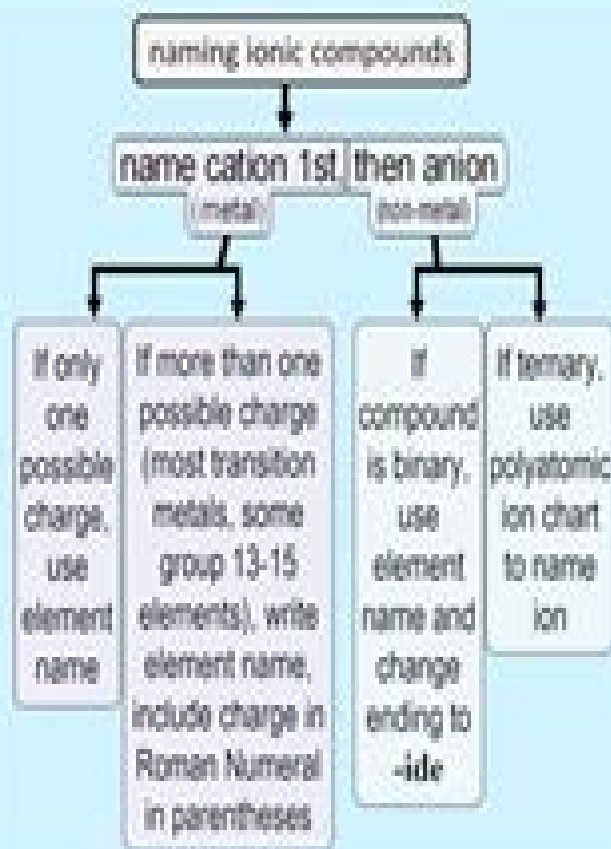 naming ionic compounds
name cation 1st, then anion
(metal)
(non-metal)
If only
one
possible
charge,
use
element
name
If more than one
possible charge
(most transition
metals, some
group 13-15
elements), write
element name,
include charge in
Roman Numeral
in parentheses
If
compound
is binary,
use
element
name and
change
ending to
-ide
If ternary,
use
polyatomic
ion chart
to name
ion